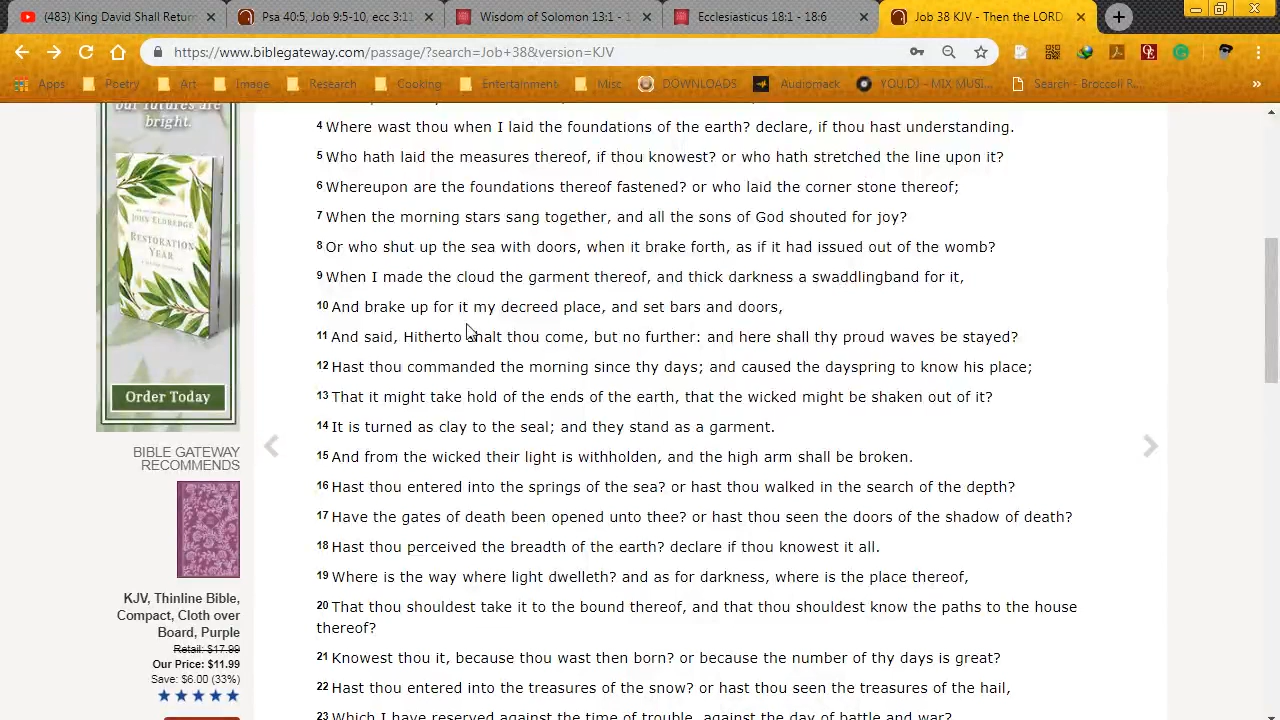 (483) King David Shall Retur
Psa 40:5, Job 9:5-10, ecc 3:11
Wisdom of Solomon 13:1 - 1
Ecclesiasticus 18:1 - 18:6
Job 38 KJV - Then the LORD
https://www.biblegateway.com/passage/?search=Job+38&version=KJV
Apps
Poetry
Art
Image
Research
Cooking
Entertainment
Misc
DOWNLOADS
Audiomack
YOU.DJ - MIX MUSI...
Search - Broccoli R...
our futures are
bright.
JOHN ELDREDGE
RESTORATION
YEAR
Order Today
BIBLE GATEWAY
RECOMMENDS
KJV, Thinline Bible,
Compact, Cloth over
Board, Purple
Retail: $17.99
Our Price: $11.99
Save: $6.00 (33%)
4 Where wast thou when I laid the foundations of the earth? declare, if thou hast understanding.
5 Who hath laid the measures thereof, if thou knowest? or who hath stretched the line upon it?
6 Whereupon are the foundations thereof fastened? or who laid the corner stone thereof;
7 When the morning stars sang together, and all the sons of God shouted for joy?
8 Or who shut up the sea with doors, when it brake forth, as if it had issued out of the womb?
9 When I made the cloud the garment thereof, and thick darkness a swaddlingband for it,
10 And brake up for it my decreed place, and set bars and doors,
11 And said, Hitherto shalt thou come, but no further: and here shall thy proud waves be stayed?
12 Hast thou commanded the morning since thy days; and caused the dayspring to know his place;
13 That it might take hold of the ends of the earth, that the wicked might be shaken out of it?
14 It is turned as clay to the seal; and they stand as a garment.
15 And from the wicked their light is withholden, and the high arm shall be broken.
16 Hast thou entered into the springs of the sea? or hast thou walked in the search of the depth?
17 Have the gates of death been opened unto thee? or hast thou seen the doors of the shadow of death?
18 Hast thou perceived the breadth of the earth? declare if thou knowest it all.
19 Where is the way where light dwelleth? and as for darkness, where is the place thereof,
20 That thou shouldest take it to the bound thereof, and that thou shouldest know the paths to the house
thereof?
21 Knowest thou it, because thou wast then born? or because the number of thy days is great?
22 Hast thou entered into the treasures of the snow? or hast thou seen the treasures of the hail,
23 Which I have reserved against the time of trouble, against the day of battle and war?